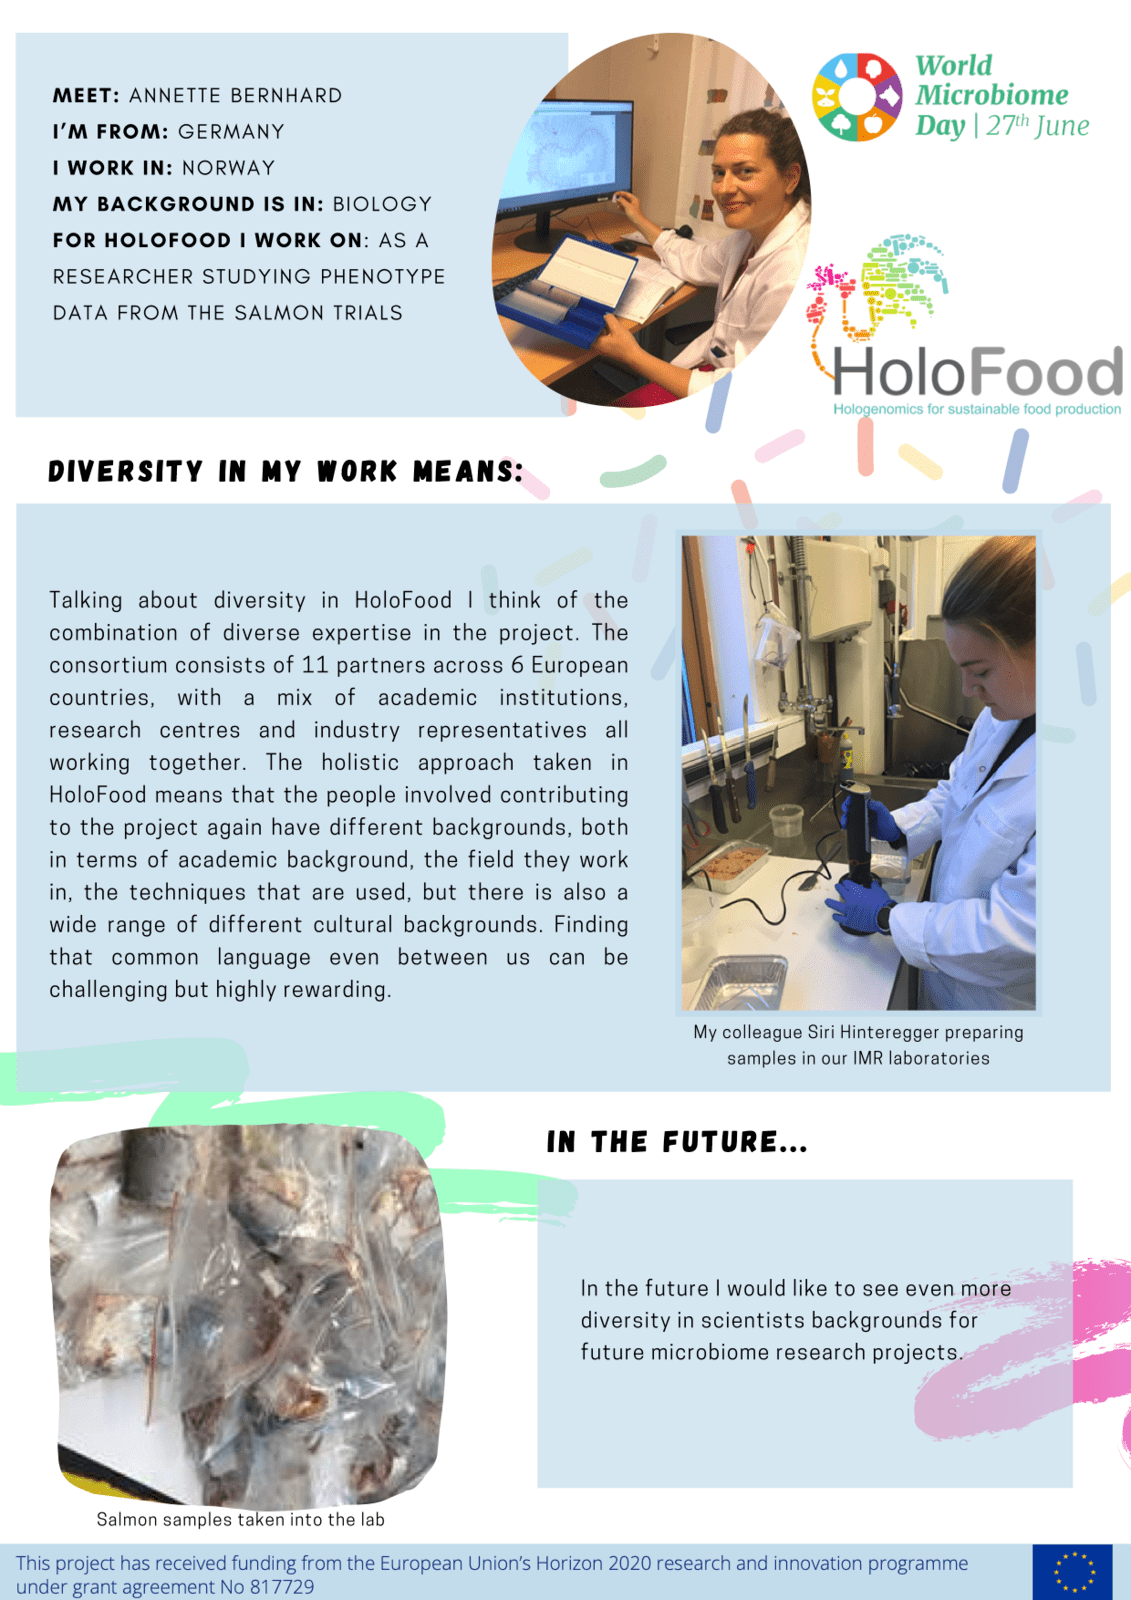 MEET: ANNETTE BERNHARD
I'M FROM: GERMANY
I WORK IN: NORWAY
MY BACKGROUND IS IN: BIOLOGY
FOR HOLOFOOD I WORK ON: AS A
RESEARCHER STUDYING PHENOTYPE
DATA FROM THE SALMON TRIALS
World
Microbiome
Day | 27th June
HoloFood
Hologenomics for sustainable food production
DIVERSITY IN MY WORK MEANS:
Talking about diversity in HoloFood I think of the
combination of diverse expertise in the project. The
consortium consists of 11 partners across 6 European
countries, with a mix of academic institutions,
research centres and industry representatives all
working together. The holistic approach taken in
HoloFood means that the people involved contributing
to the project again have different backgrounds, both
in terms of academic background, the field they work
in, the techniques that are used, but there is also a
wide range of different cultural backgrounds. Finding
that common language even between us can be
challenging but highly rewarding.
My colleague Siri Hinteregger preparing
samples in our IMR laboratories
IN THE FUTURE...
In the future I would like to see even more
diversity in scientists backgrounds for
future microbiome research projects.
Salmon samples taken into the lab
This project has received funding from the European Union's Horizon 2020 research and innovation programme
under grant agreement No 817729